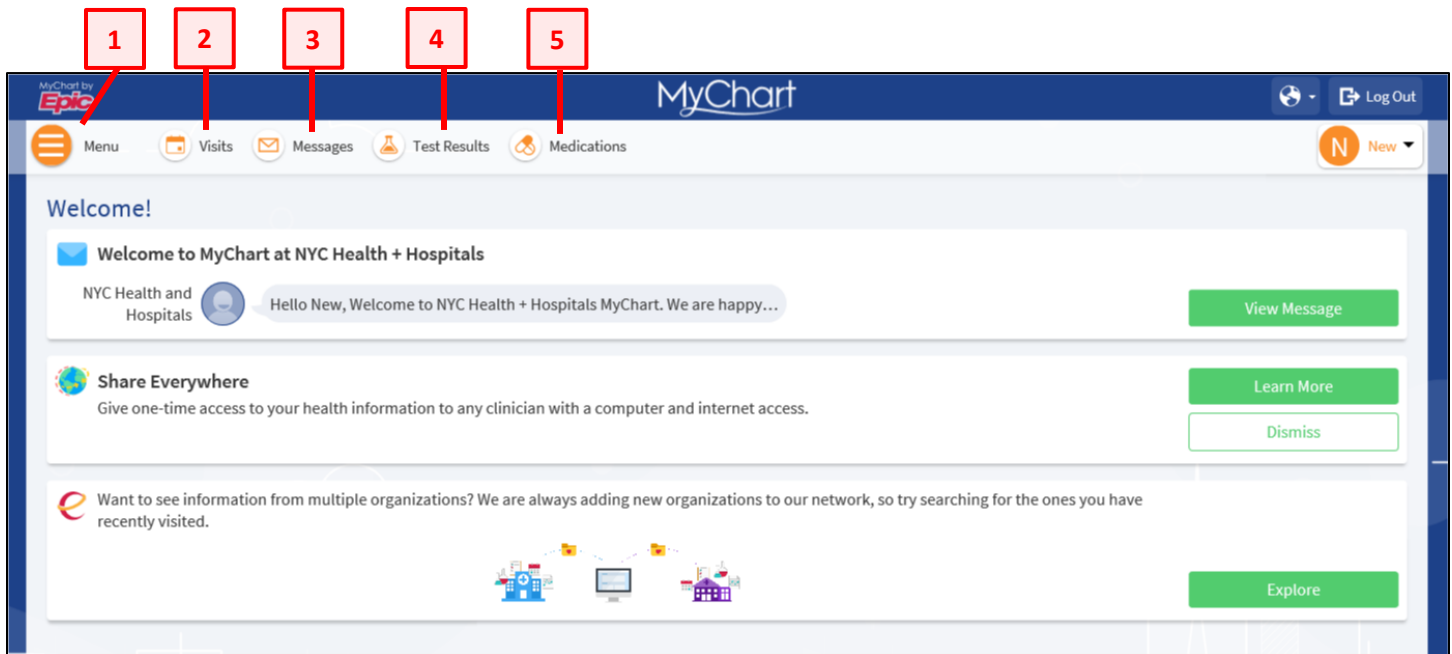 1 2 3 4 5
MyChart by
Epic
MyChart
Log Out
Menu Visits Messages Test Results Medications
N New
Welcome!
Welcome to MyChart at NYC Health + Hospitals
NYC Health and
Hospitals
Hello New, Welcome to NYC Health + Hospitals MyChart. We are happy...
View Message
Share Everywhere
Give one-time access to your health information to any clinician with a computer and internet access.
Learn More
Dismiss
Want to see information from multiple organizations? We are always adding new organizations to our network, so try searching for the ones you have
recently visited.
Explore